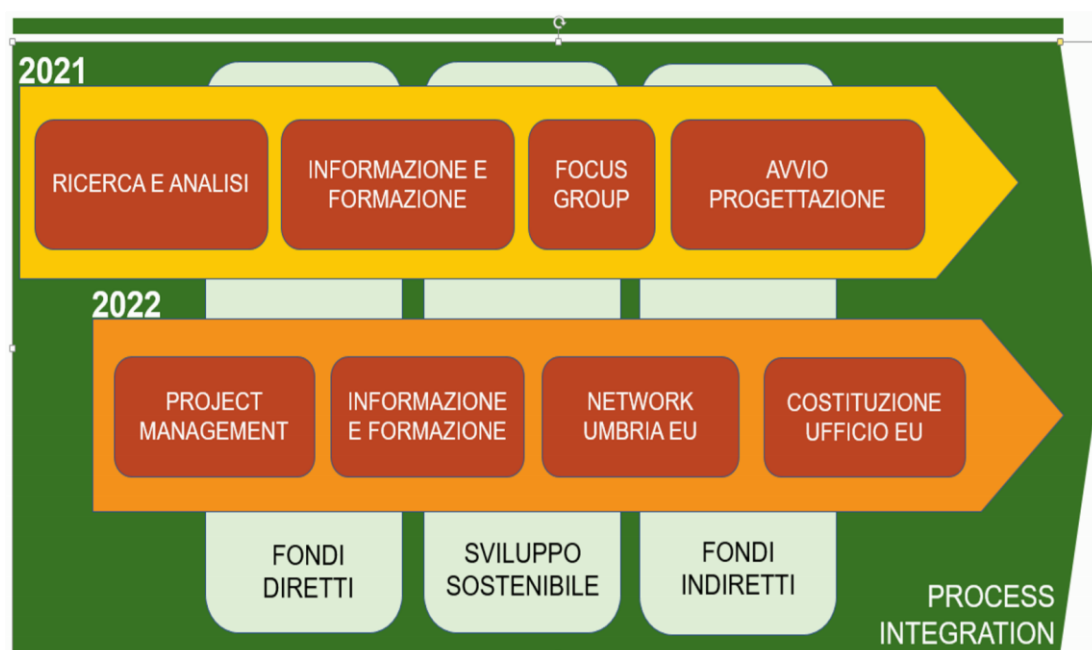 2021
RICERCA E ANALISI
INFORMAZIONE E
FORMAZIONE
FOCUS
GROUP
AVVIO
PROGETTAZIONE
2022
PROJECT
MANAGEMENT
INFORMAZIONE
E FORMAZIONE
NETWORK
UMBRIA EU
COSTITUZIONE
UFFICIO EU
FONDI
DIRETTI
SVILUPPO
SOSTENIBILE
FONDI
INDIRETTI
PROCESS
INTEGRATION